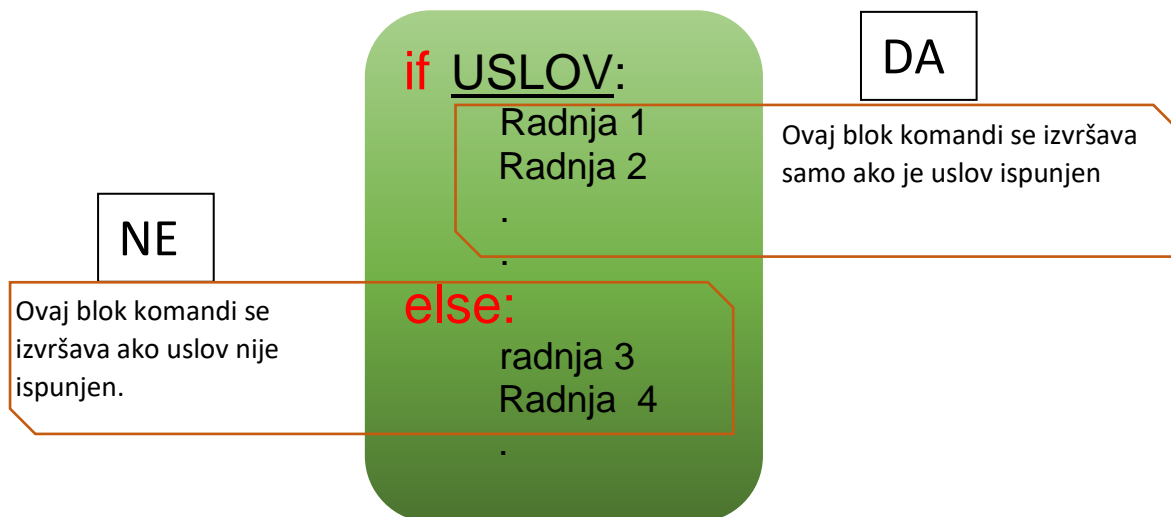 if USLOV:
Radnja 1
Radnja 2
.
.
DA
Ovaj blok komandi se izvršava
samo ako je uslov ispunjen
NE
Ovaj blok komandi se
izvršava ako uslov nije
ispunjen.
else:
radnja 3
Radnja  4
.